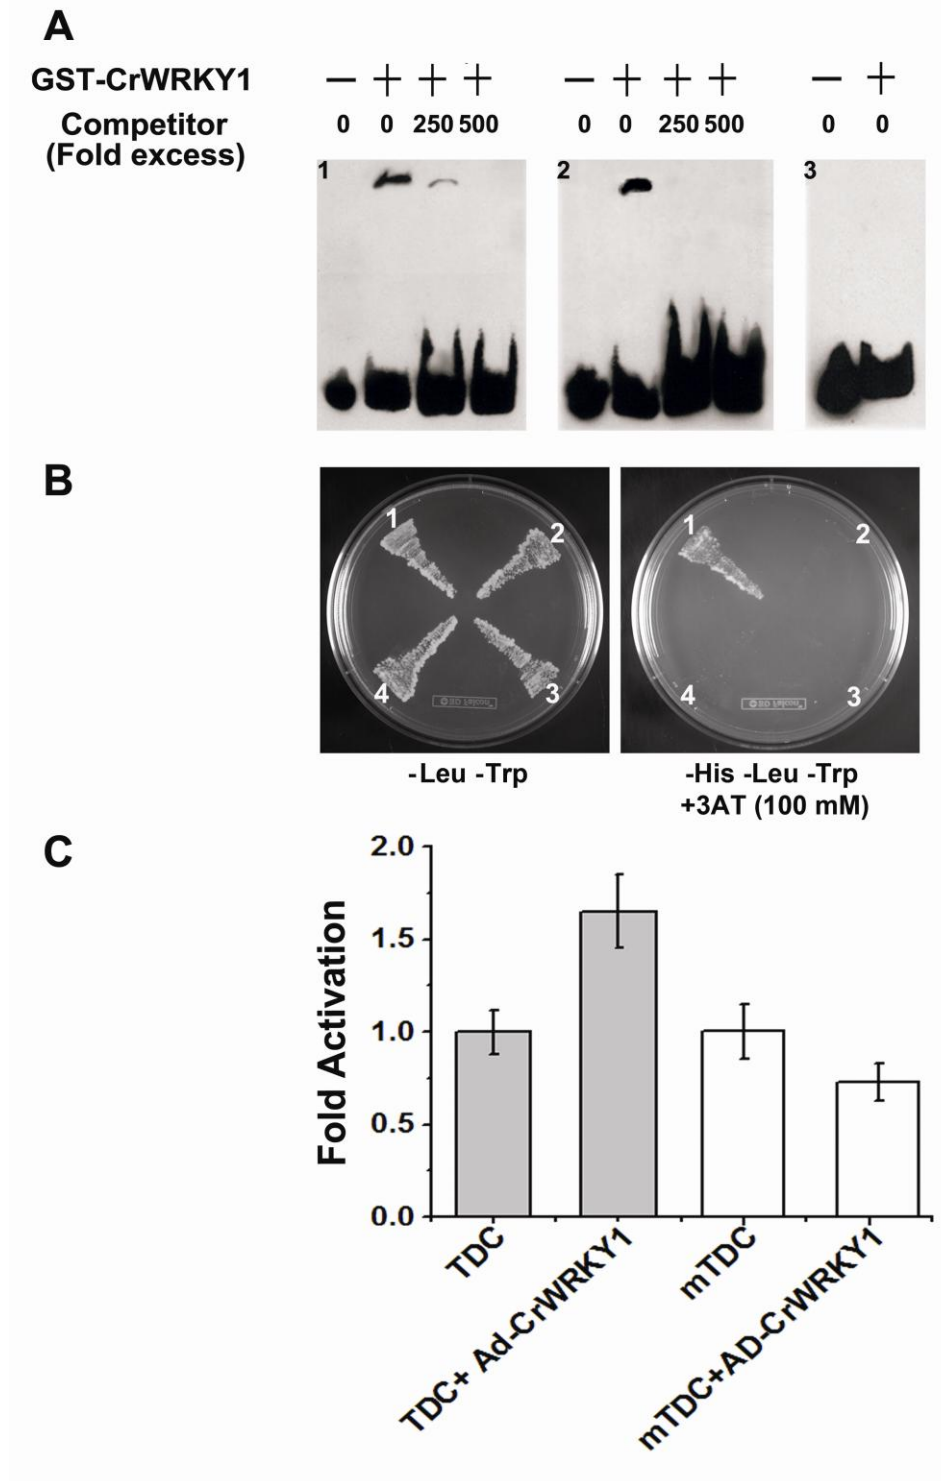 A
GST-CrWRKY1 — + + + — + + + — +
Competitor
(Fold excess)
0 0 250 500 0 0 250 500 0 0
1 2 3
B
1 2 1 2
4 3 4 3
-Leu -Trp
-His -Leu -Trp
+3AT (100 mM)
C
Fold Activation
2.0
1.5
1.0
0.5
0.0
TDC
TDC+ Ad-CrWRKY1
mTDC
mTDC+AD-CrWRKY1